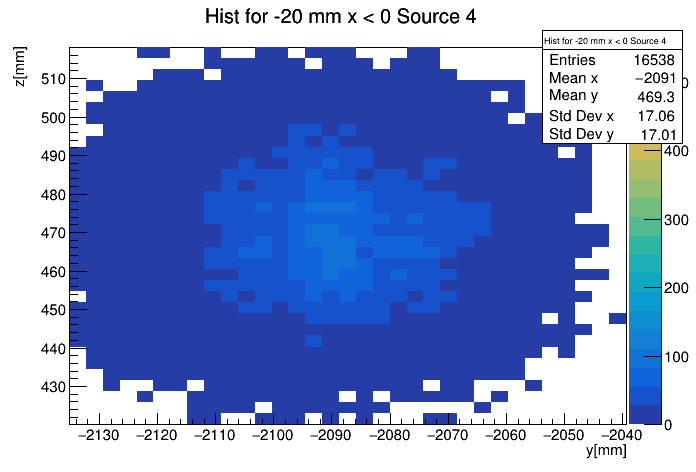 Hist for -20 mm x < 0 Source 4
Hist for -20 mm x < 0 Source 4
Entries 16538
Mean x −2091
Mean y 469.3
Std Dev x 17.06
Std Dev y 17.01
z[mm]
510
500
490
480
470
460
450
440
430
−2130 −2120 −2110 −2100 −2090 −2080 −2070 −2060 −2050 −2040
y[mm]
400
300
200
100
0